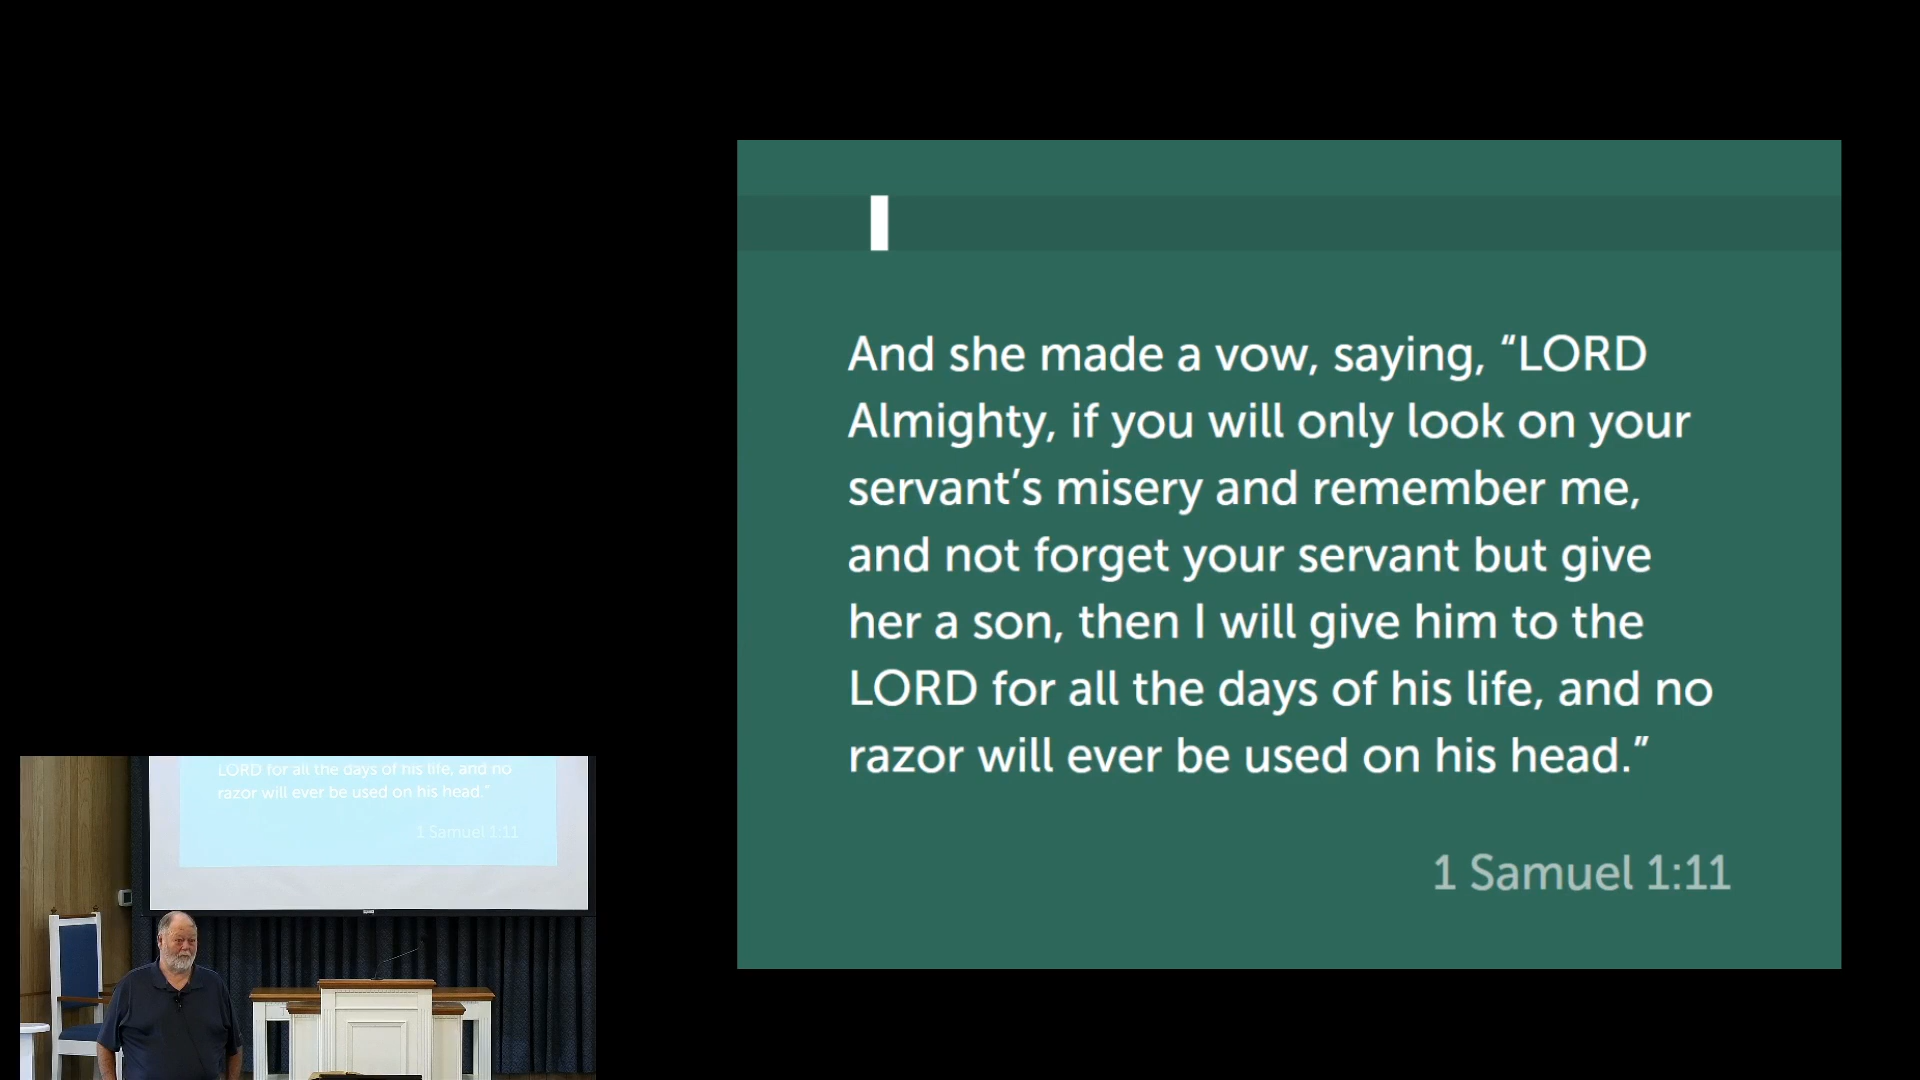 And she made a vow, saying, “LORD
Almighty, if you will only look on your
servant’s misery and remember me,
and not forget your servant but give
her a son, then I will give him to the
LORD for all the days of his life, and no
razor will ever be used on his head.”
1 Samuel 1:11
LORD for all the days of his life, and no
razor will ever be used on his head.”
1 Samuel 1:11